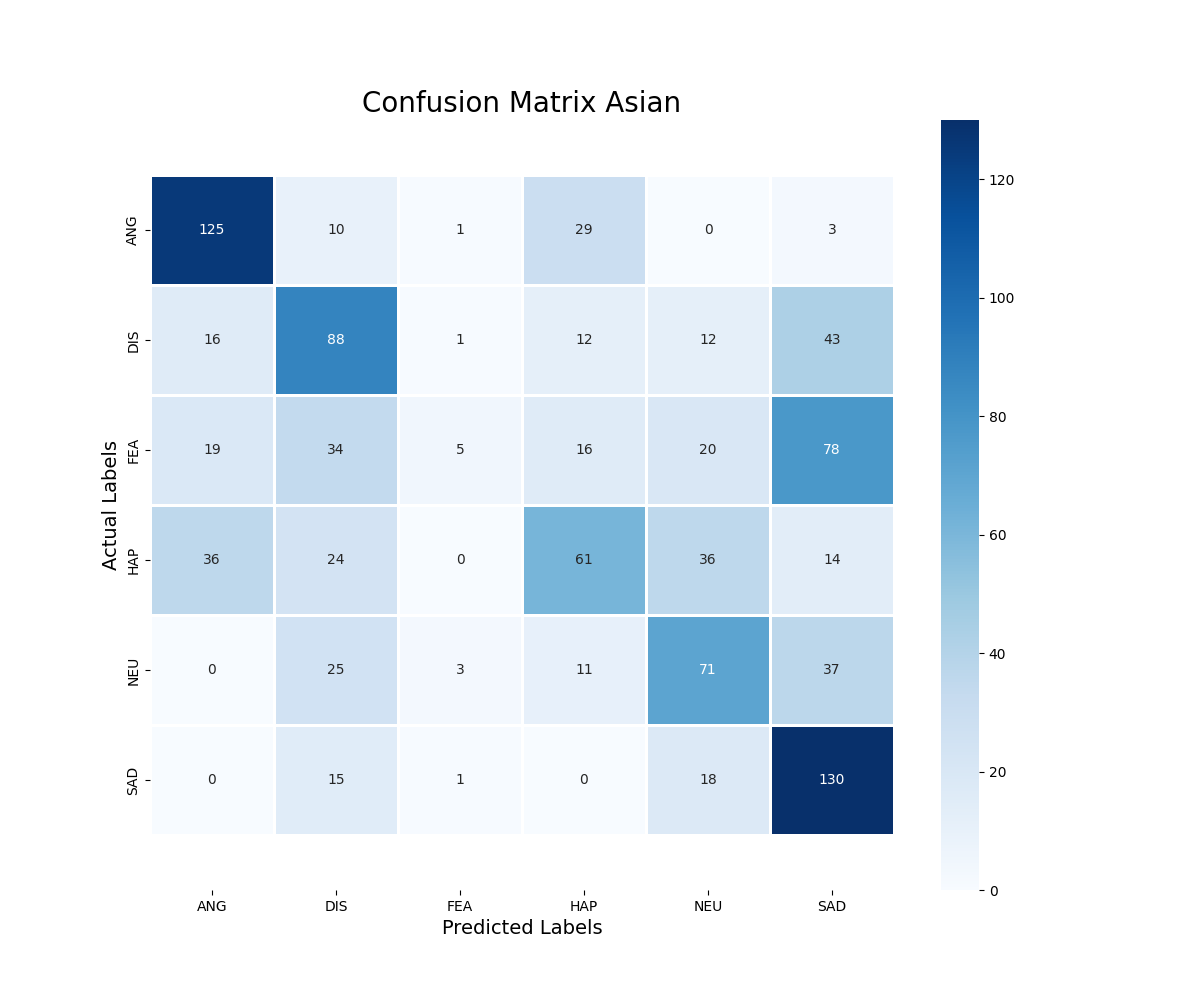 Confusion Matrix Asian
120
ANG 125 10 1 29 0 3
100
DIS 16 88 1 12 12 43
80
FEA 19 34 5 16 20 78
Actual Labels
60
HAP 36 24 0 61 36 14
40
NEU 0 25 3 11 71 37
20
SAD 0 15 1 0 18 130
0
ANG DIS FEA HAP NEU SAD
Predicted Labels